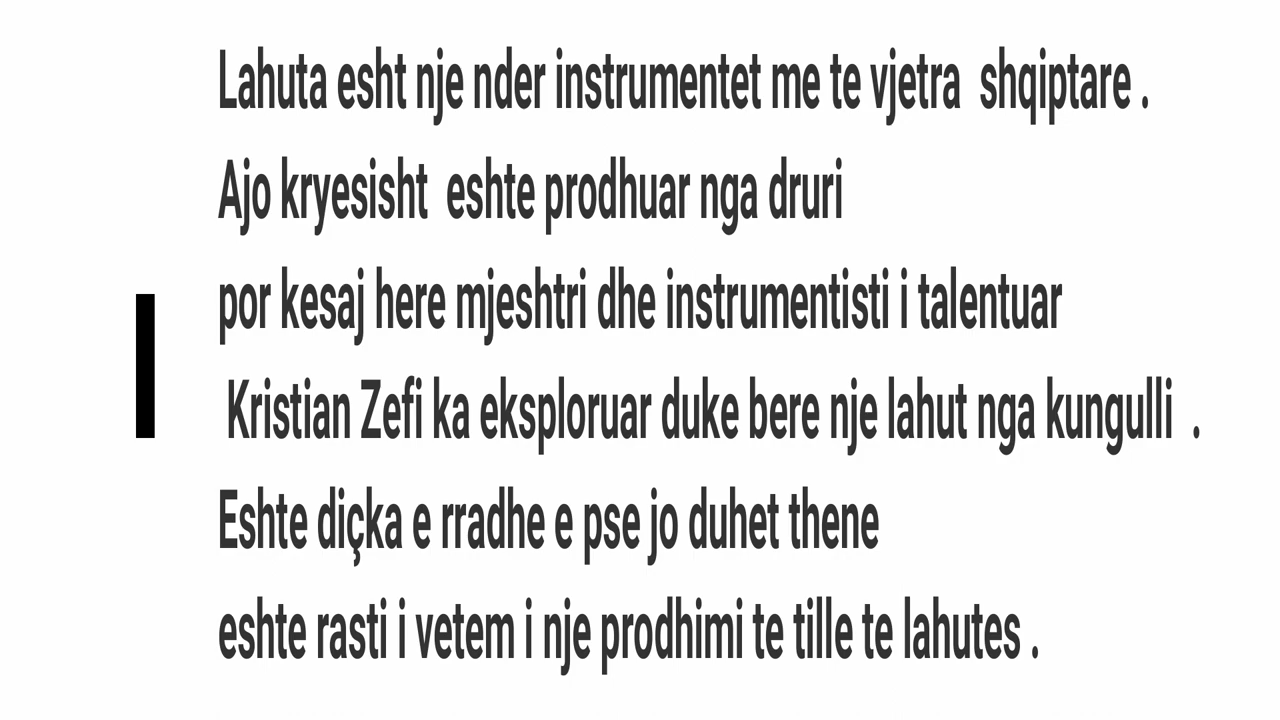 Lahuta esht nje nder instrumentet me te vjetra  shqiptare .
Ajo kryesisht  eshte prodhuar nga druri
por kesaj here mjeshtri dhe instrumentisti i talentuar
Kristian Zefi ka eksploruar duke bere nje lahut nga kungulli  .
Eshte diçka e rradhe e pse jo duhet thene
eshte rasti i vetem i nje prodhimi te tille te lahutes .